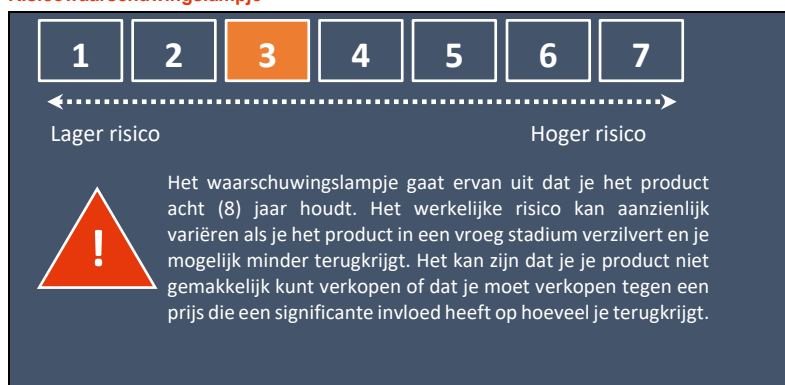 Risicowaarschuwingslampje
1 2 3 4 5 6 7
Lager risico Hoger risico
Het waarschuwingslampje gaat ervan uit dat je het product
acht (8) jaar houdt. Het werkelijke risico kan aanzienlijk
variëren als je het product in een vroeg stadium verzilvert en je
! mogelijk minder terugkrijgt. Het kan zijn dat je je product niet
gemakkelijk kunt verkopen of dat je moet verkopen tegen een
prijs die een significante invloed heeft op hoeveel je terugkrijgt.